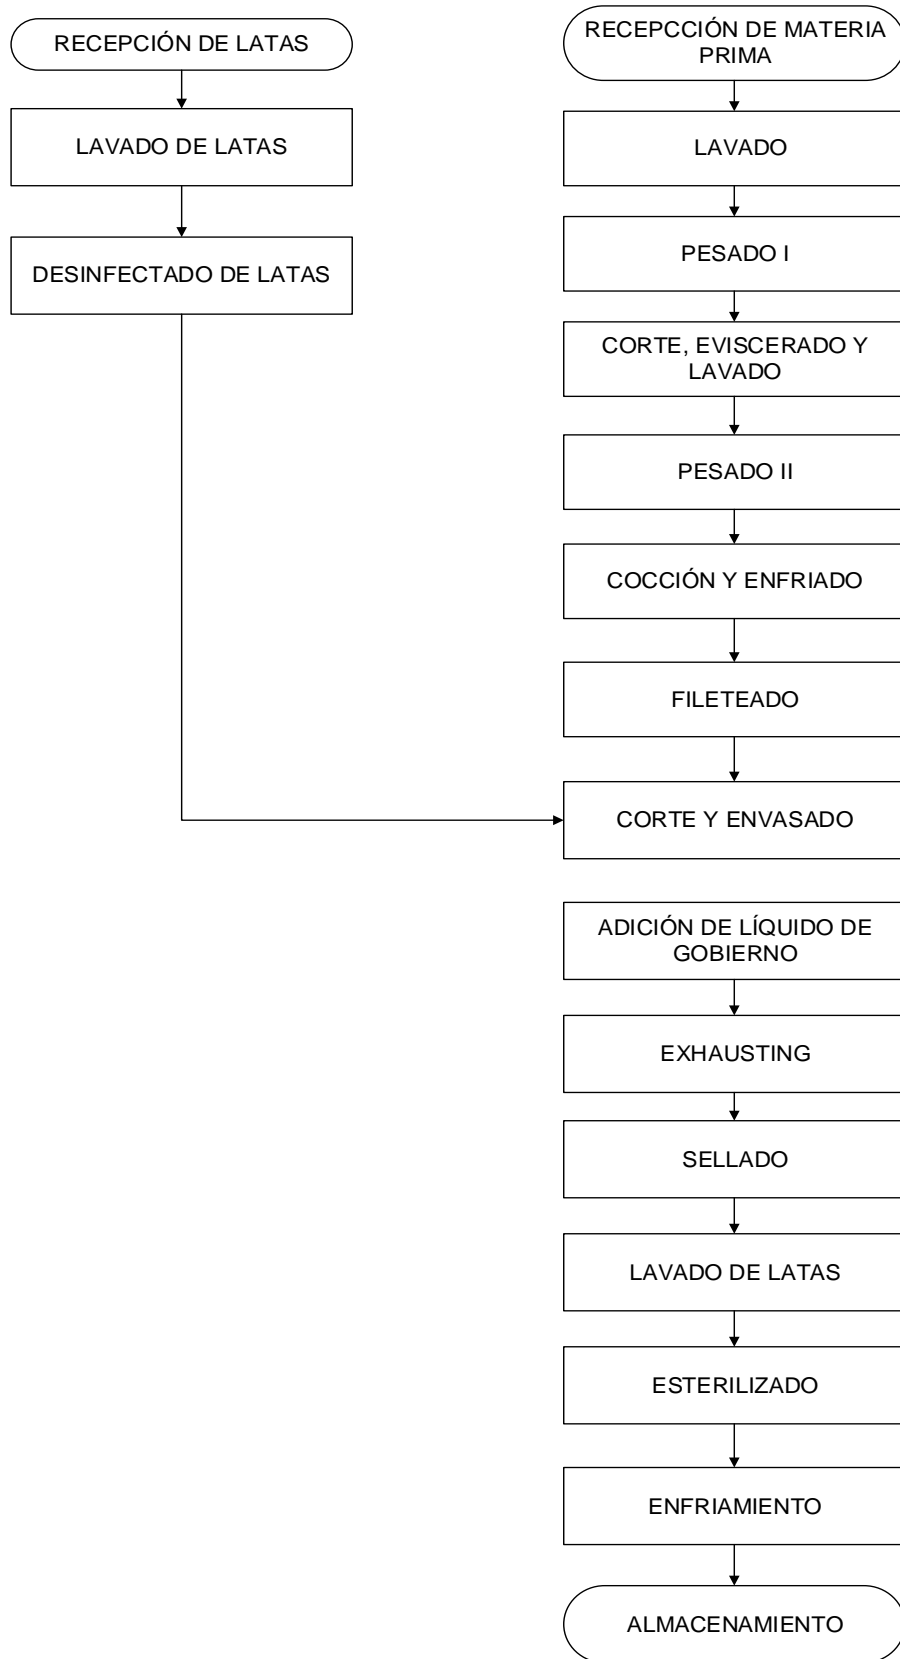 RECEPCIÓN DE LATAS
LAVADO DE LATAS
DESINFECTADO DE LATAS
RECEPCCIÓN DE MATERIA
PRIMA
LAVADO
PESADO I
CORTE, EVISCERADO Y
LAVADO
PESADO II
COCCIÓN Y ENFRIADO
FILETEADO
CORTE Y ENVASADO
ADICIÓN DE LÍQUIDO DE
GOBIERNO
EXHAUSTING
SELLADO
LAVADO DE LATAS
ESTERILIZADO
ENFRIAMIENTO
ALMACENAMIENTO